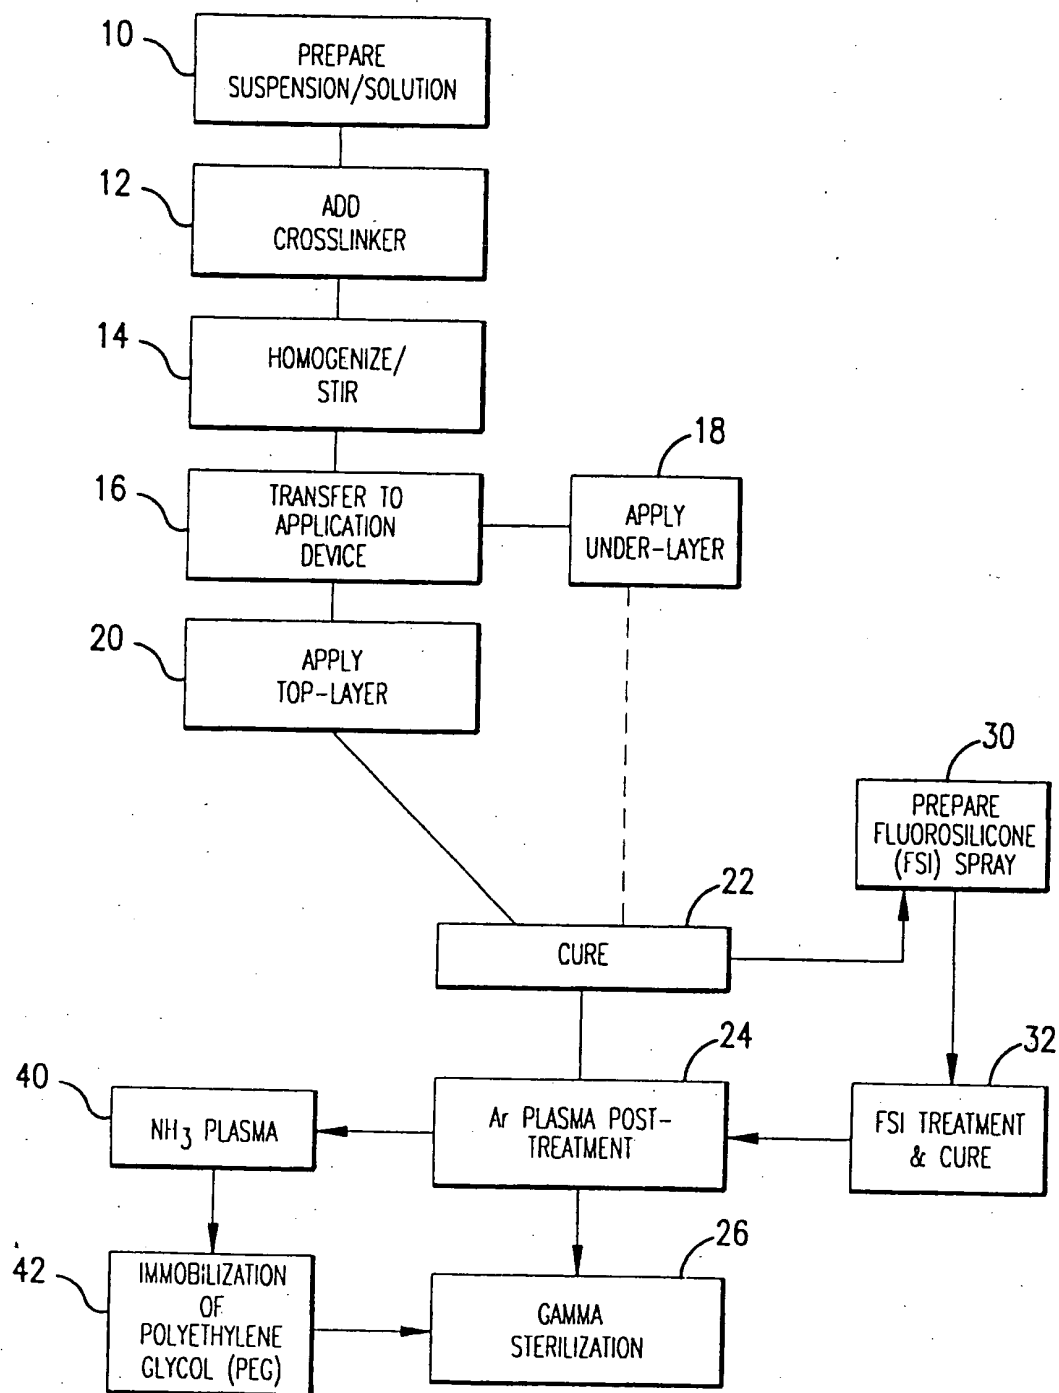 10
PREPARE
SUSPENSION/SOLUTION
12
ADD
CROSSLINKER
14
HOMOGENIZE/
STIR
16
TRANSFER TO
APPLICATION
DEVICE
18
APPLY
UNDER-LAYER
20
APPLY
TOP-LAYER
30
PREPARE
FLUOROSILICONE
(FSI) SPRAY
22
CURE
24
Ar PLASMA POST-
TREATMENT
32
FSI TREATMENT
& CURE
40
NH3 PLASMA
42
IMMOBILIZATION
OF
POLYETHYLENE
GLYCOL (PEG)
26
GAMMA
STERILIZATION